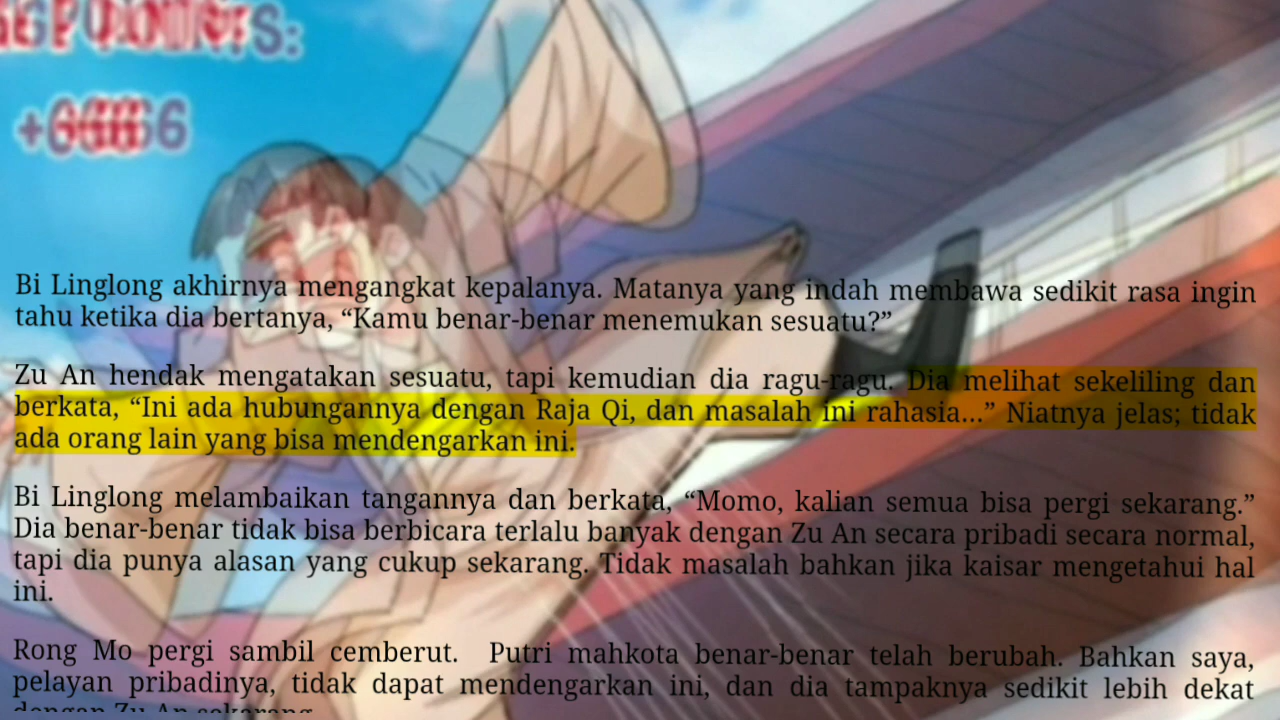 +66666
Bi Linglong akhirnya mengangkat kepalanya. Matanya yang indah membawa sedikit rasa ingin
tahu ketika dia bertanya, “Kamu benar-benar menemukan sesuatu?”
Zu An hendak mengatakan sesuatu, tapi kemudian dia ragu-ragu. Dia melihat sekeliling dan
berkata, “Ini ada hubungannya dengan Raja Qi, dan masalah ini rahasia...” Niatnya jelas; tidak
ada orang lain yang bisa mendengarkan ini.
Bi Linglong melambaikan tangannya dan berkata, “Momo, kalian semua bisa pergi sekarang.”
Dia benar-benar tidak bisa berbicara terlalu banyak dengan Zu An secara pribadi secara normal,
tapi dia punya alasan yang cukup sekarang. Tidak masalah bahkan jika kaisar mengetahui hal
ini.
Rong Mo pergi sambil cemberut. Putri mahkota benar-benar telah berubah. Bahkan saya,
pelayan pribadinya, tidak dapat mendengarkan ini, dan dia tampaknya sedikit lebih dekat
dengan Zu An sekarang.